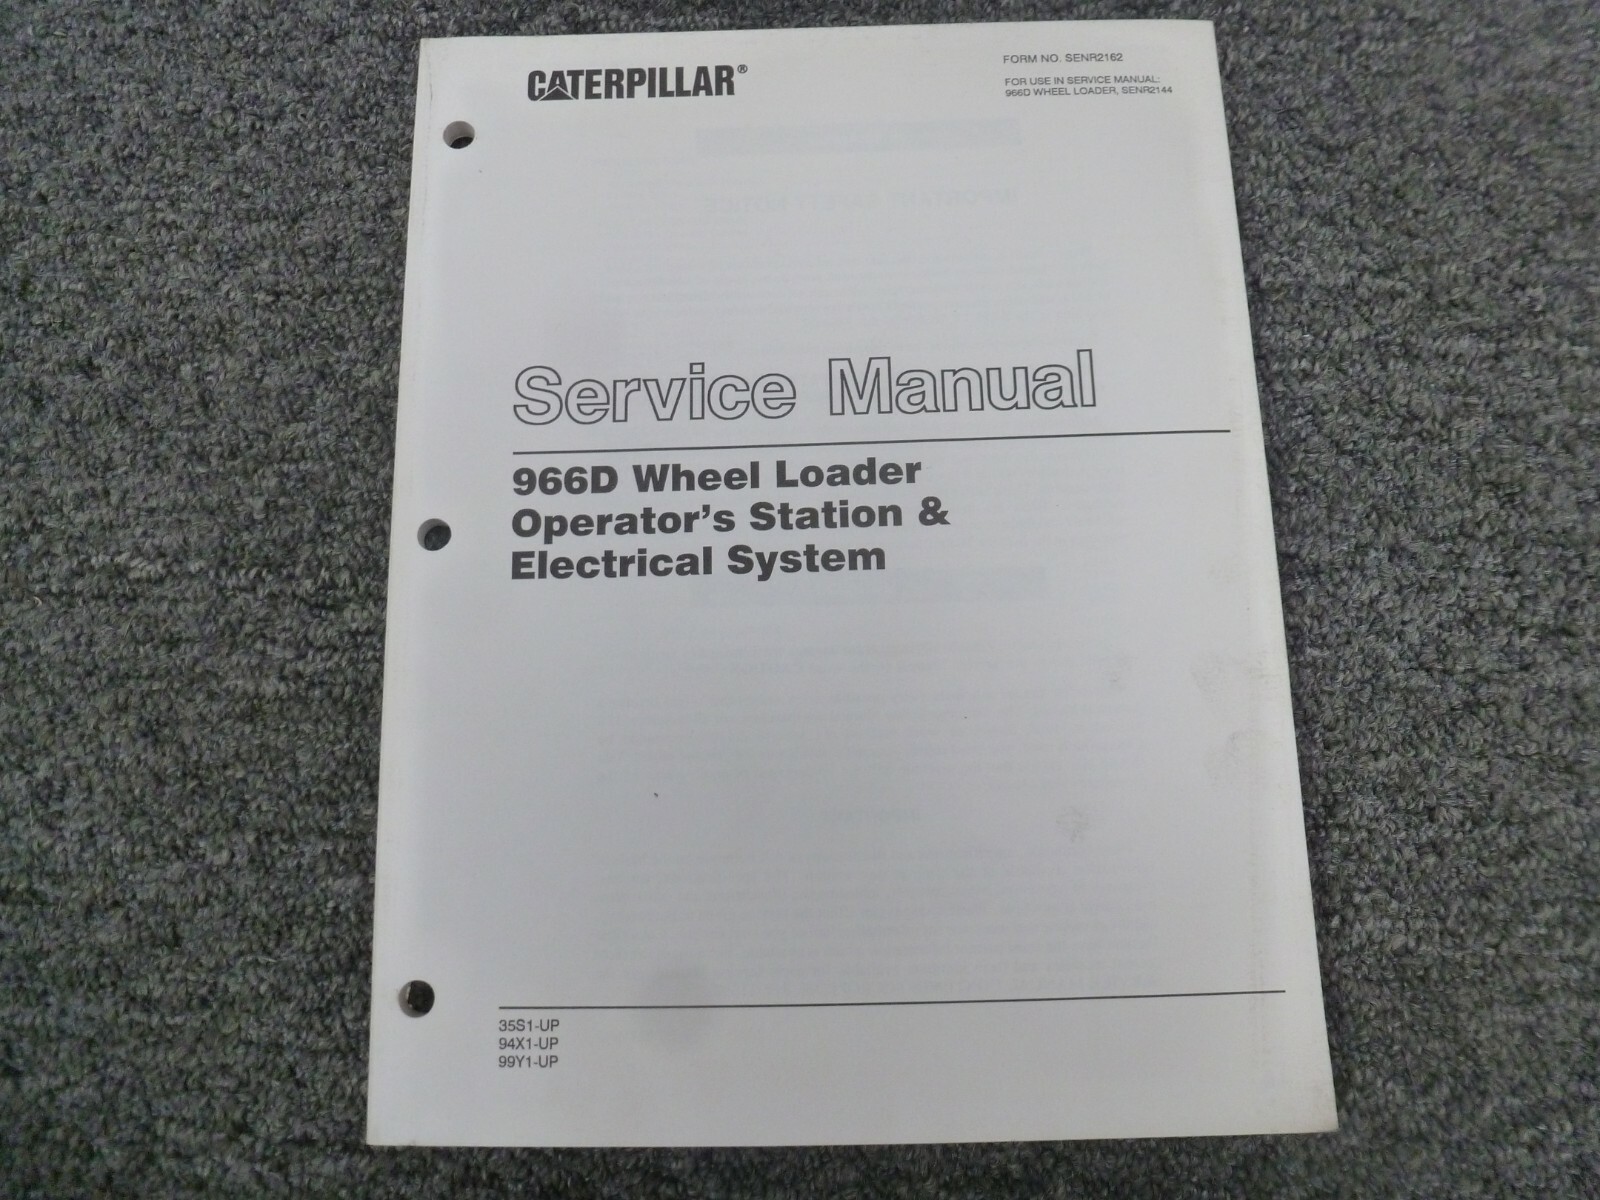 CATERPILLAR®
FORM NO. SENR2162
FOR USE IN SERVICE MANUAL:
966D WHEEL LOADER, SENR2144
Service Manual
966D Wheel Loader
Operator's Station &
Electrical System
35S1-UP
94X1-UP
99Y1-UP